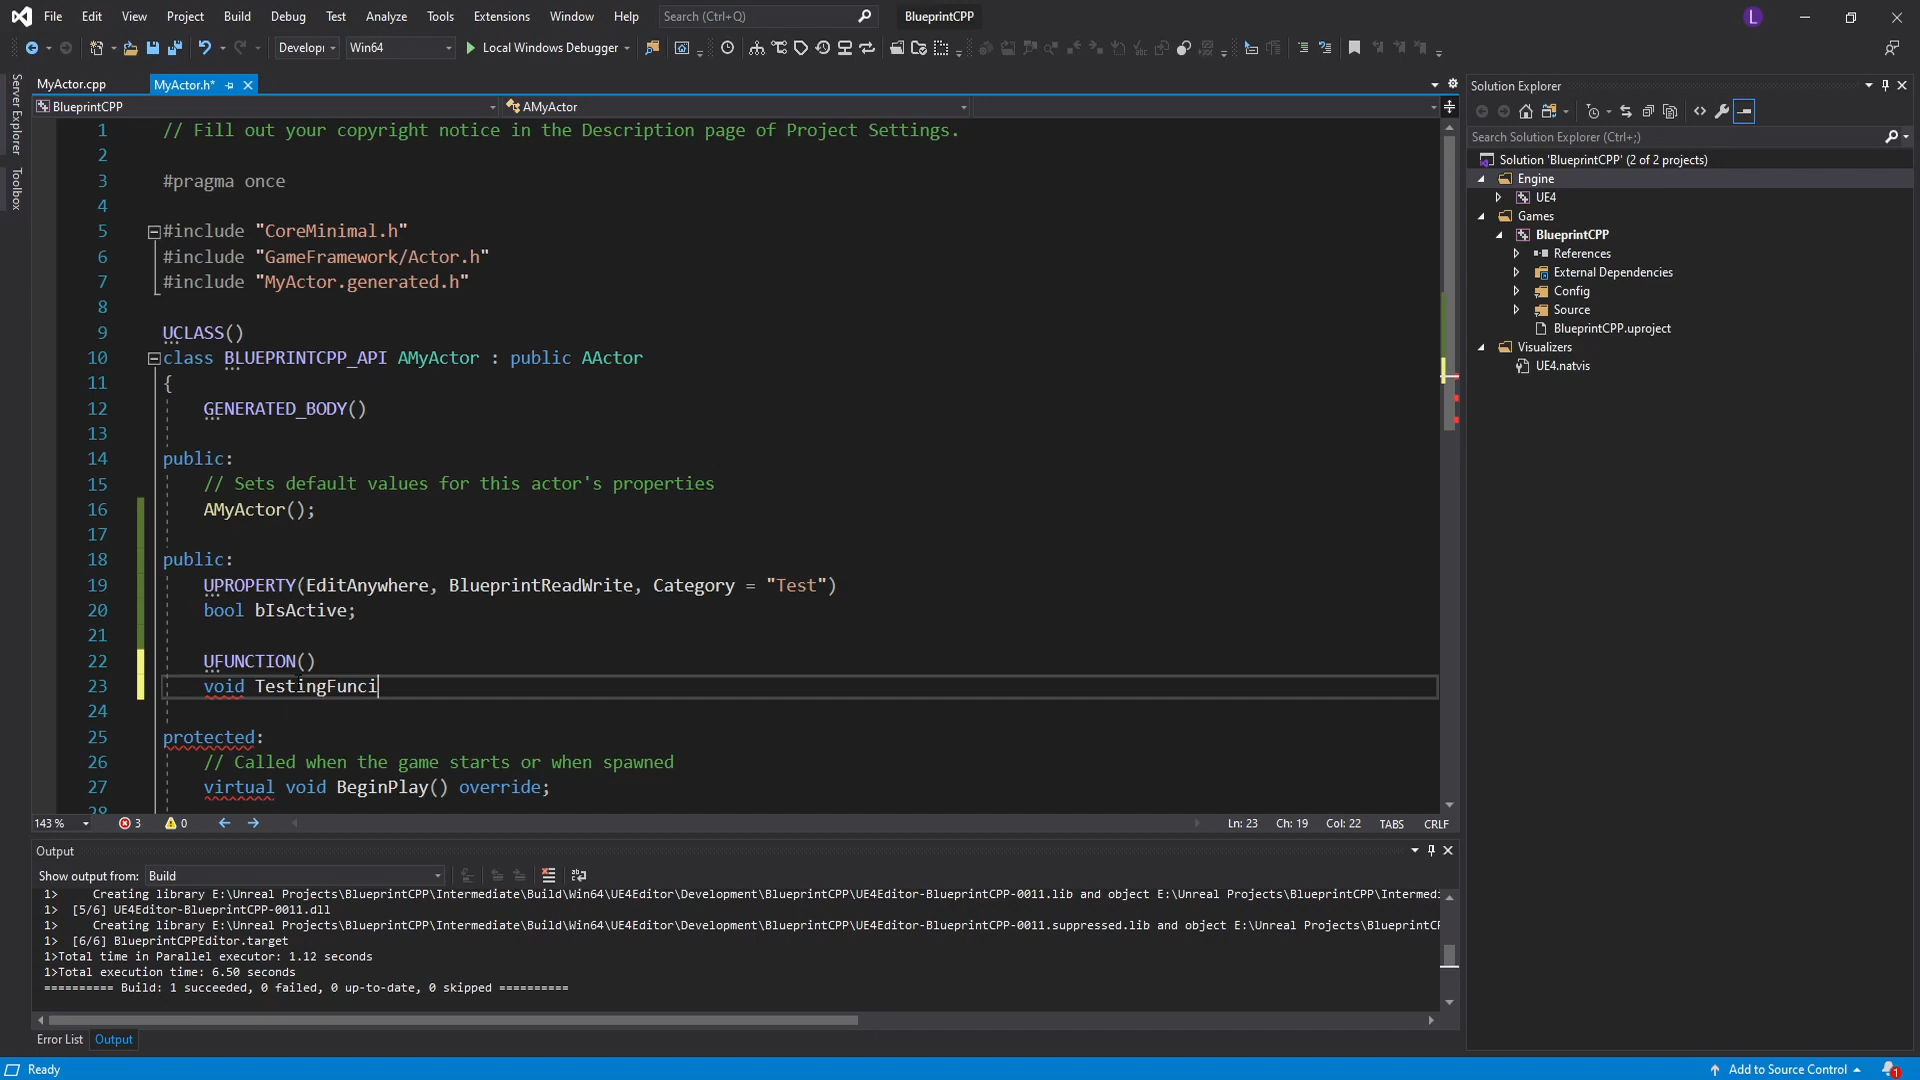 File Edit View Project Build Debug Test Analyze Tools Extensions Window Help Search (Ctrl+Q) BlueprintCPP L
Develop Win64 Local Windows Debugger
Server Explorer
Toolbox
MyActor.cpp MyActor.h*
BlueprintCPP AMyActor
1 // Fill out your copyright notice in the Description page of Project Settings.
2
3 #pragma once
4
5 #include "CoreMinimal.h"
6 #include "GameFramework/Actor.h"
7 #include "MyActor.generated.h"
8
9 UCLASS()
10 class BLUEPRINTCPP_API AMyActor : public AActor
11 {
12 GENERATED_BODY()
13
14 public:
15 // Sets default values for this actor's properties
16 AMyActor();
17
18 public:
19 UPROPERTY(EditAnywhere, BlueprintReadWrite, Category = "Test")
20 bool bIsActive;
21
22 UFUNCTION()
23 void TestingFunci
24
25 protected:
26 // Called when the game starts or when spawned
27 virtual void BeginPlay() override;
28
143 % 3 0 Ln: 23 Ch: 19 Col: 22 TABS CRLF
Output
Show output from: Build
1> Creating library E:\Unreal Projects\BlueprintCPP\Intermediate\Build\Win64\UE4Editor\Development\BlueprintCPP\UE4Editor-BlueprintCPP-0011.lib and object E:\Unreal Projects\BlueprintCPP\Intermedi
1> [5/6] UE4Editor-BlueprintCPP-0011.dll
1> Creating library E:\Unreal Projects\BlueprintCPP\Intermediate\Build\Win64\UE4Editor\Development\BlueprintCPP\UE4Editor-BlueprintCPP-0011.suppressed.lib and object E:\Unreal Projects\BlueprintCP
1> [6/6] BlueprintCPPEditor.target
1>Total time in Parallel executor: 1.12 seconds
1>Total execution time: 6.50 seconds
========== Build: 1 succeeded, 0 failed, 0 up-to-date, 0 skipped ==========
Error List Output
Ready Add to Source Control 1
Solution Explorer
Search Solution Explorer (Ctrl+;)
Solution 'BlueprintCPP' (2 of 2 projects)
Engine
UE4
Games
BlueprintCPP
References
External Dependencies
Config
Source
BlueprintCPP.uproject
Visualizers
UE4.natvis